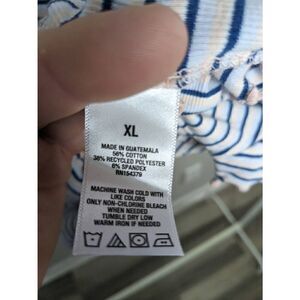 XL
MADE IN GUATEMALA
56% COTTON
38% RECYCLED POLYESTER
6% SPANDEX
RN154379
MACHINE WASH COLD WITH
LIKE COLORS
ONLY NON-CHLORINE BLEACH
WHEN NEEDED
TUMBLE DRY LOW
WARM IRON IF NEEDED